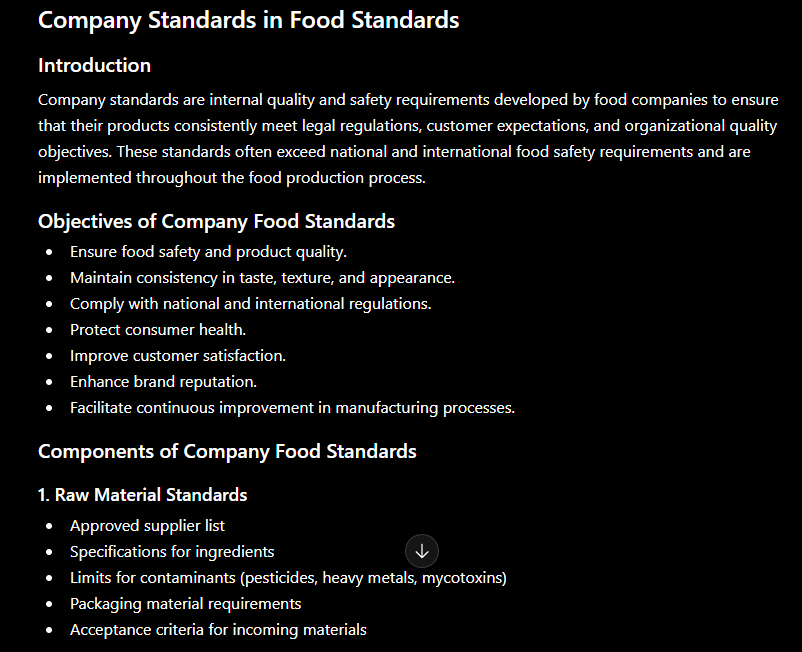 Company Standards in Food Standards
Introduction
Company standards are internal quality and safety requirements developed by food companies to ensure
that their products consistently meet legal regulations, customer expectations, and organizational quality
objectives. These standards often exceed national and international food safety requirements and are
implemented throughout the food production process.
Objectives of Company Food Standards
• Ensure food safety and product quality.
• Maintain consistency in taste, texture, and appearance.
• Comply with national and international regulations.
• Protect consumer health.
• Improve customer satisfaction.
• Enhance brand reputation.
• Facilitate continuous improvement in manufacturing processes.
Components of Company Food Standards
1. Raw Material Standards
• Approved supplier list
• Specifications for ingredients
• Limits for contaminants (pesticides, heavy metals, mycotoxins)
• Packaging material requirements
• Acceptance criteria for incoming materials